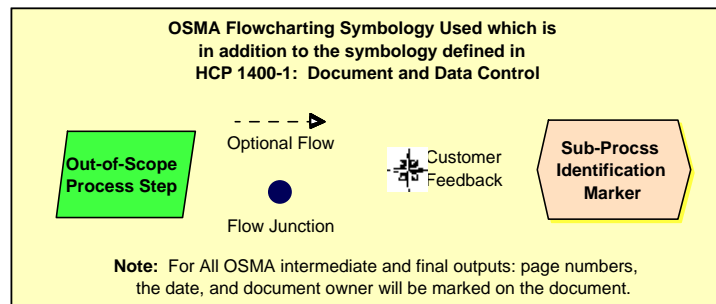 OSMA Flowcharting Symbology Used which is
in addition to the symbology defined in
HCP 1400-1: Document and Data Control
Out-of-Scope
Process Step
Optional Flow
Flow Junction
Customer
Feedback
Sub-Procss
Identification
Marker
Note: For All OSMA intermediate and final outputs: page numbers,
the date, and document owner will be marked on the document.